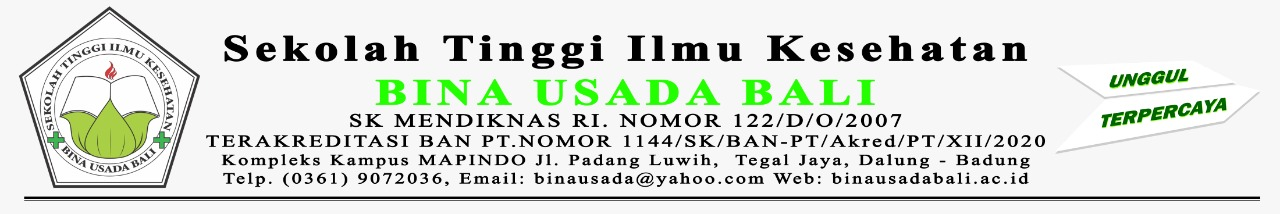 SEKOLAH TINGGI ILMU KESEHATAN
BINA USADA BALI
Sekolah Tinggi Ilmu Kesehatan
BINA USADA BALI
SK MENDIKNAS RI. NOMOR 122/D/O/2007
TERAKREDITASI BAN PT.NOMOR 1144/SK/BAN-PT/Akred/PT/XII/2020
Kompleks Kampus MAPINDO Jl. Padang Luwih, Tegal Jaya, Dalung - Badung
Telp. (0361) 9072036, Email: binausada@yahoo.com Web: binausadabali.ac.id
UNGGUL
TERPERCAYA